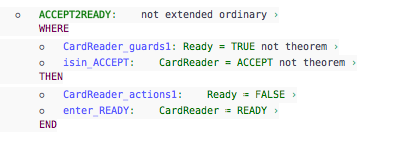 ACCEPT2READY: not extended ordinary ›
WHERE
CardReader_guards1: Ready = TRUE not theorem ›
isin_ACCEPT: CardReader = ACCEPT not theorem ›
THEN
CardReader_actions1: Ready ≔ FALSE ›
enter_READY: CardReader ≔ READY ›
END